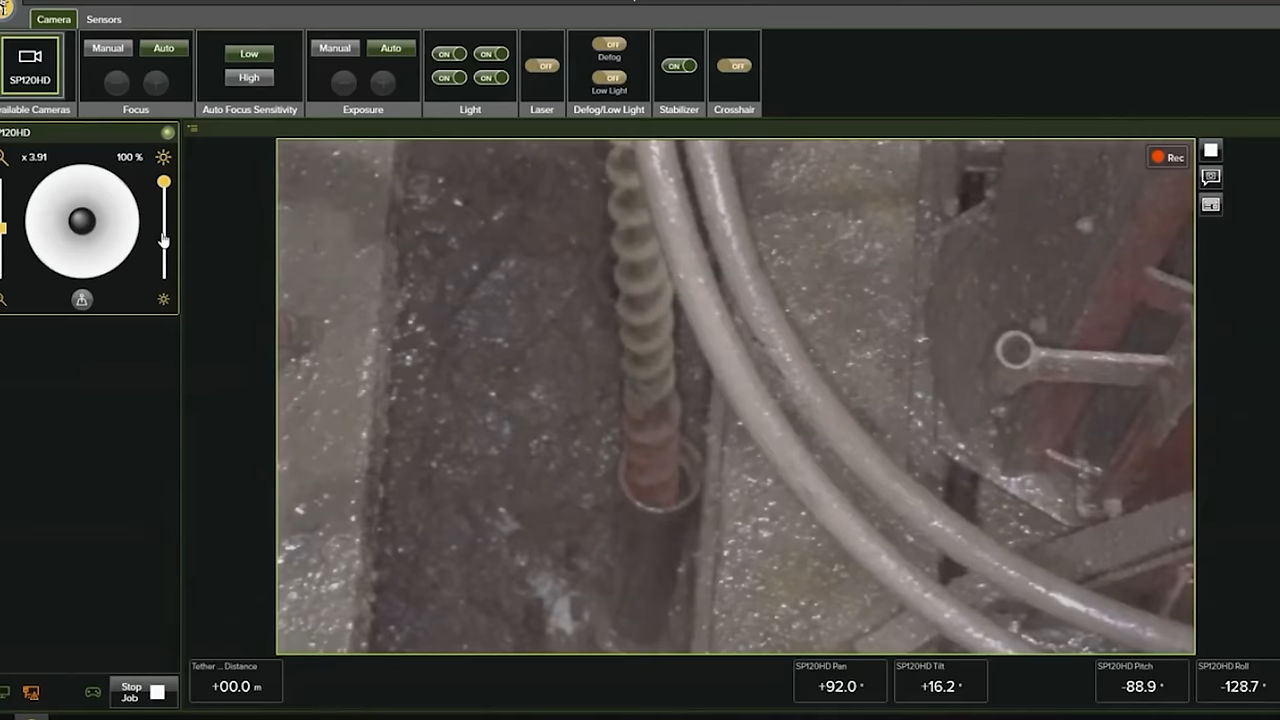 Camera Sensors
Manual Auto Low Manual Auto ON ON OFF OFF ON OFF
Defog
SP120HD High ON ON OFF
Low Light
ailable Cameras Focus Auto Focus Sensitivity Exposure Light Laser Defog/Low Light Stabilizer Crosshair
P120HD
x 3.91 100 %
Rec
Tether ... Distance SP120HD Pan SP120HD Tilt SP120HD Pitch SP120HD Roll
+00.0 m +92.0 ° +16.2 ° -88.9 ° -128.7 °
Stop
Job